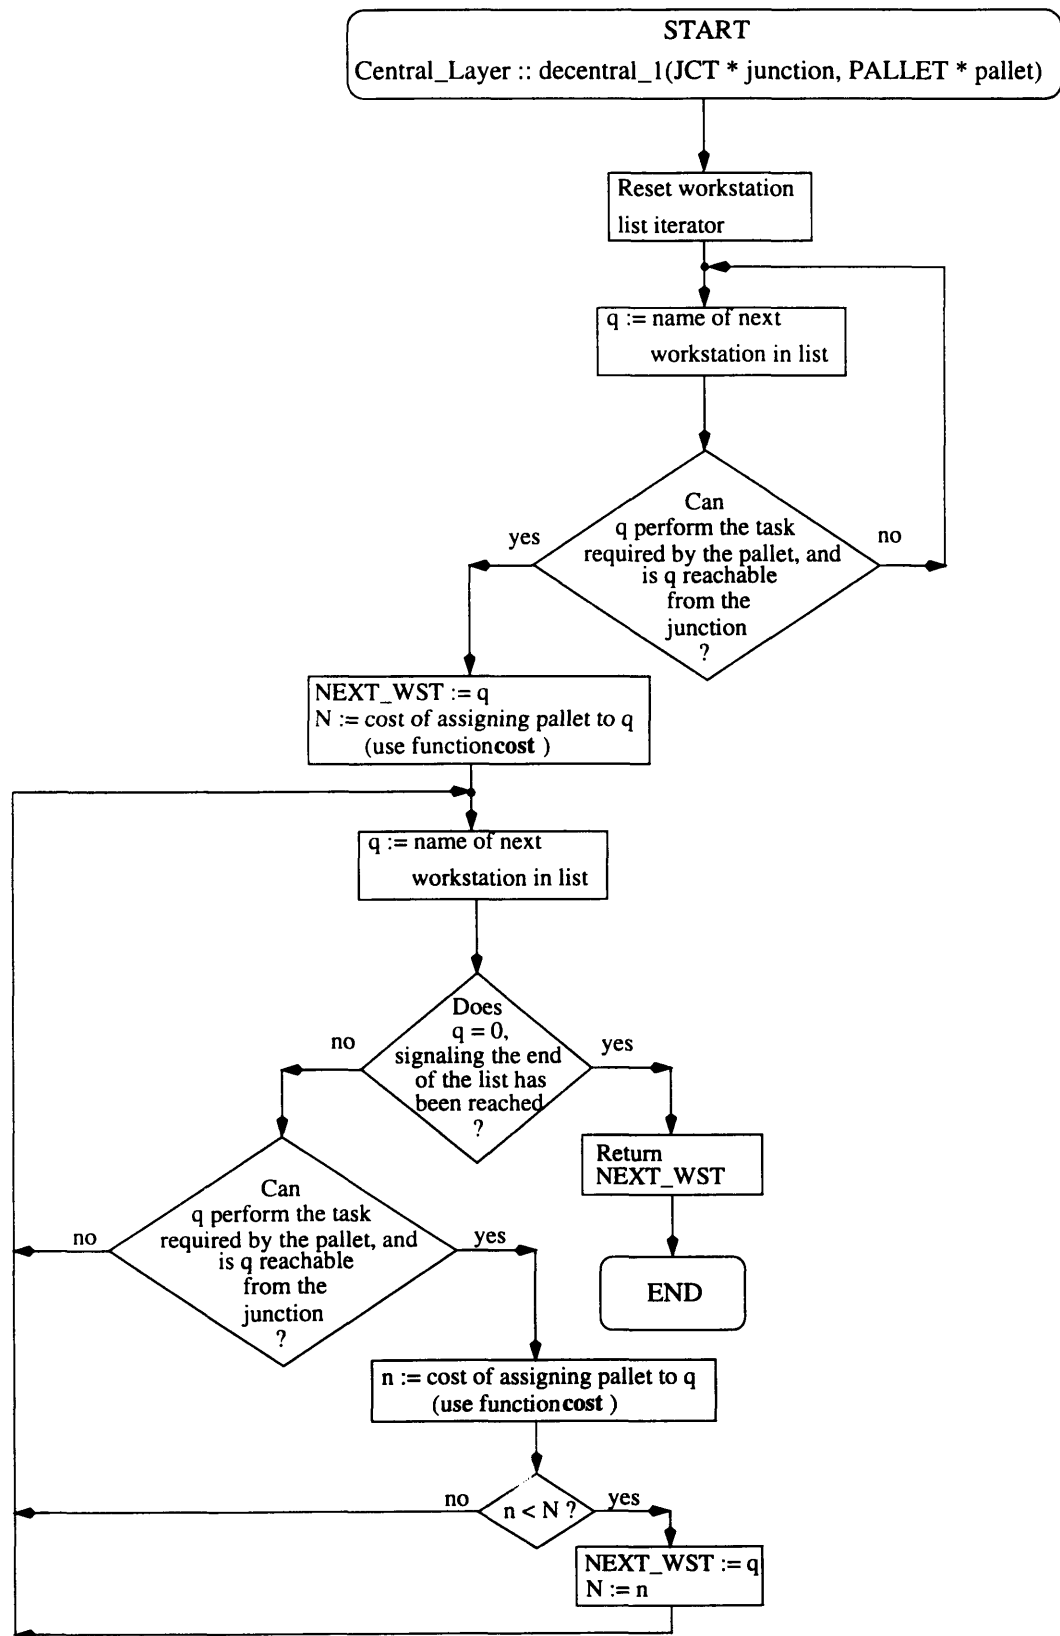 START
Central_Layer :: decentral_1(JCT * junction, PALLET * pallet)
Reset workstation
list iterator
q := name of next
workstation in list
Can
q perform the task
required by the pallet, and
is q reachable
from the
junction
?
yes
no
NEXT_WST := q
N := cost of assigning pallet to q
(use function cost )
q := name of next
workstation in list
Does
q = 0,
signaling the end
of the list has
been reached
?
no
yes
Return
NEXT_WST
END
Can
q perform the task
required by the pallet, and
is q reachable
from the
junction
?
no
yes
n := cost of assigning pallet to q
(use function cost )
n < N ?
no
yes
NEXT_WST := q
N := n